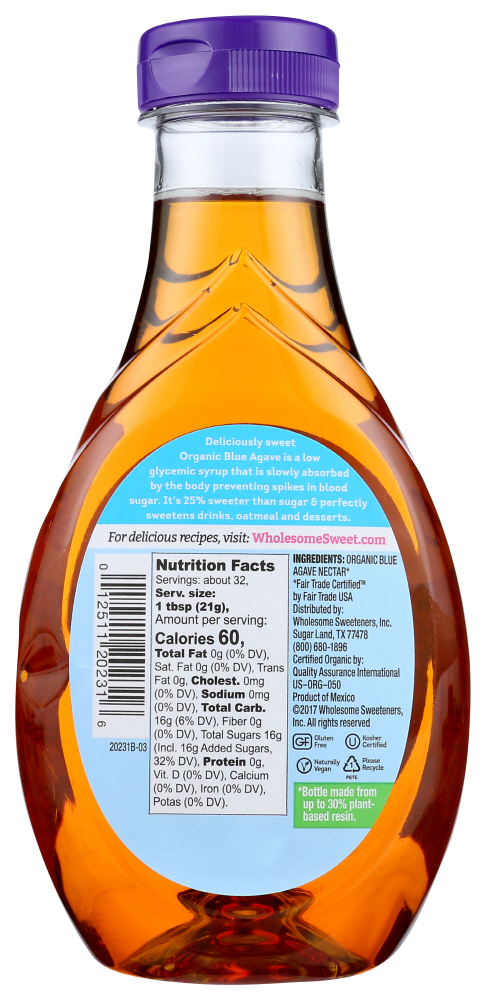 Deliciously sweet
Organic Blue Agave is a low
glycemic syrup that is slowly absorbed
by the body preventing spikes in blood
sugar. It's 25% sweeter than sugar & perfectly
sweetens drinks, oatmeal and desserts.
For delicious recipes, visit: WholesomeSweet.com
0 12511 20231 6
20231B-03
Nutrition Facts
Servings: about 32,
Serv. size:
1 tbsp (21g),
Amount per serving:
Calories 60,
Total Fat 0g (0% DV),
Sat. Fat 0g (0% DV), Trans
Fat 0g, Cholest. 0mg
(0% DV), Sodium 0mg
(0% DV), Total Carb.
16g (6% DV), Fiber 0g
(0% DV), Total Sugars 16g
(Incl. 16g Added Sugars,
32% DV), Protein 0g,
Vit. D (0% DV), Calcium
(0% DV), Iron (0% DV),
Potas (0% DV).
INGREDIENTS: ORGANIC BLUE
AGAVE NECTAR*
*Fair Trade Certified™
by Fair Trade USA
Distributed by:
Wholesome Sweeteners, Inc.
Sugar Land, TX 77478
(800) 680-1896
Certified Organic by:
Quality Assurance International
US-ORG-050
Product of Mexico
©2017 Wholesome Sweeteners,
Inc. All rights reserved
GF Gluten Free
U Kosher Certified
V Naturally Vegan
1 PETE Please Recycle
*Bottle made from
up to 30% plant-
based resin.